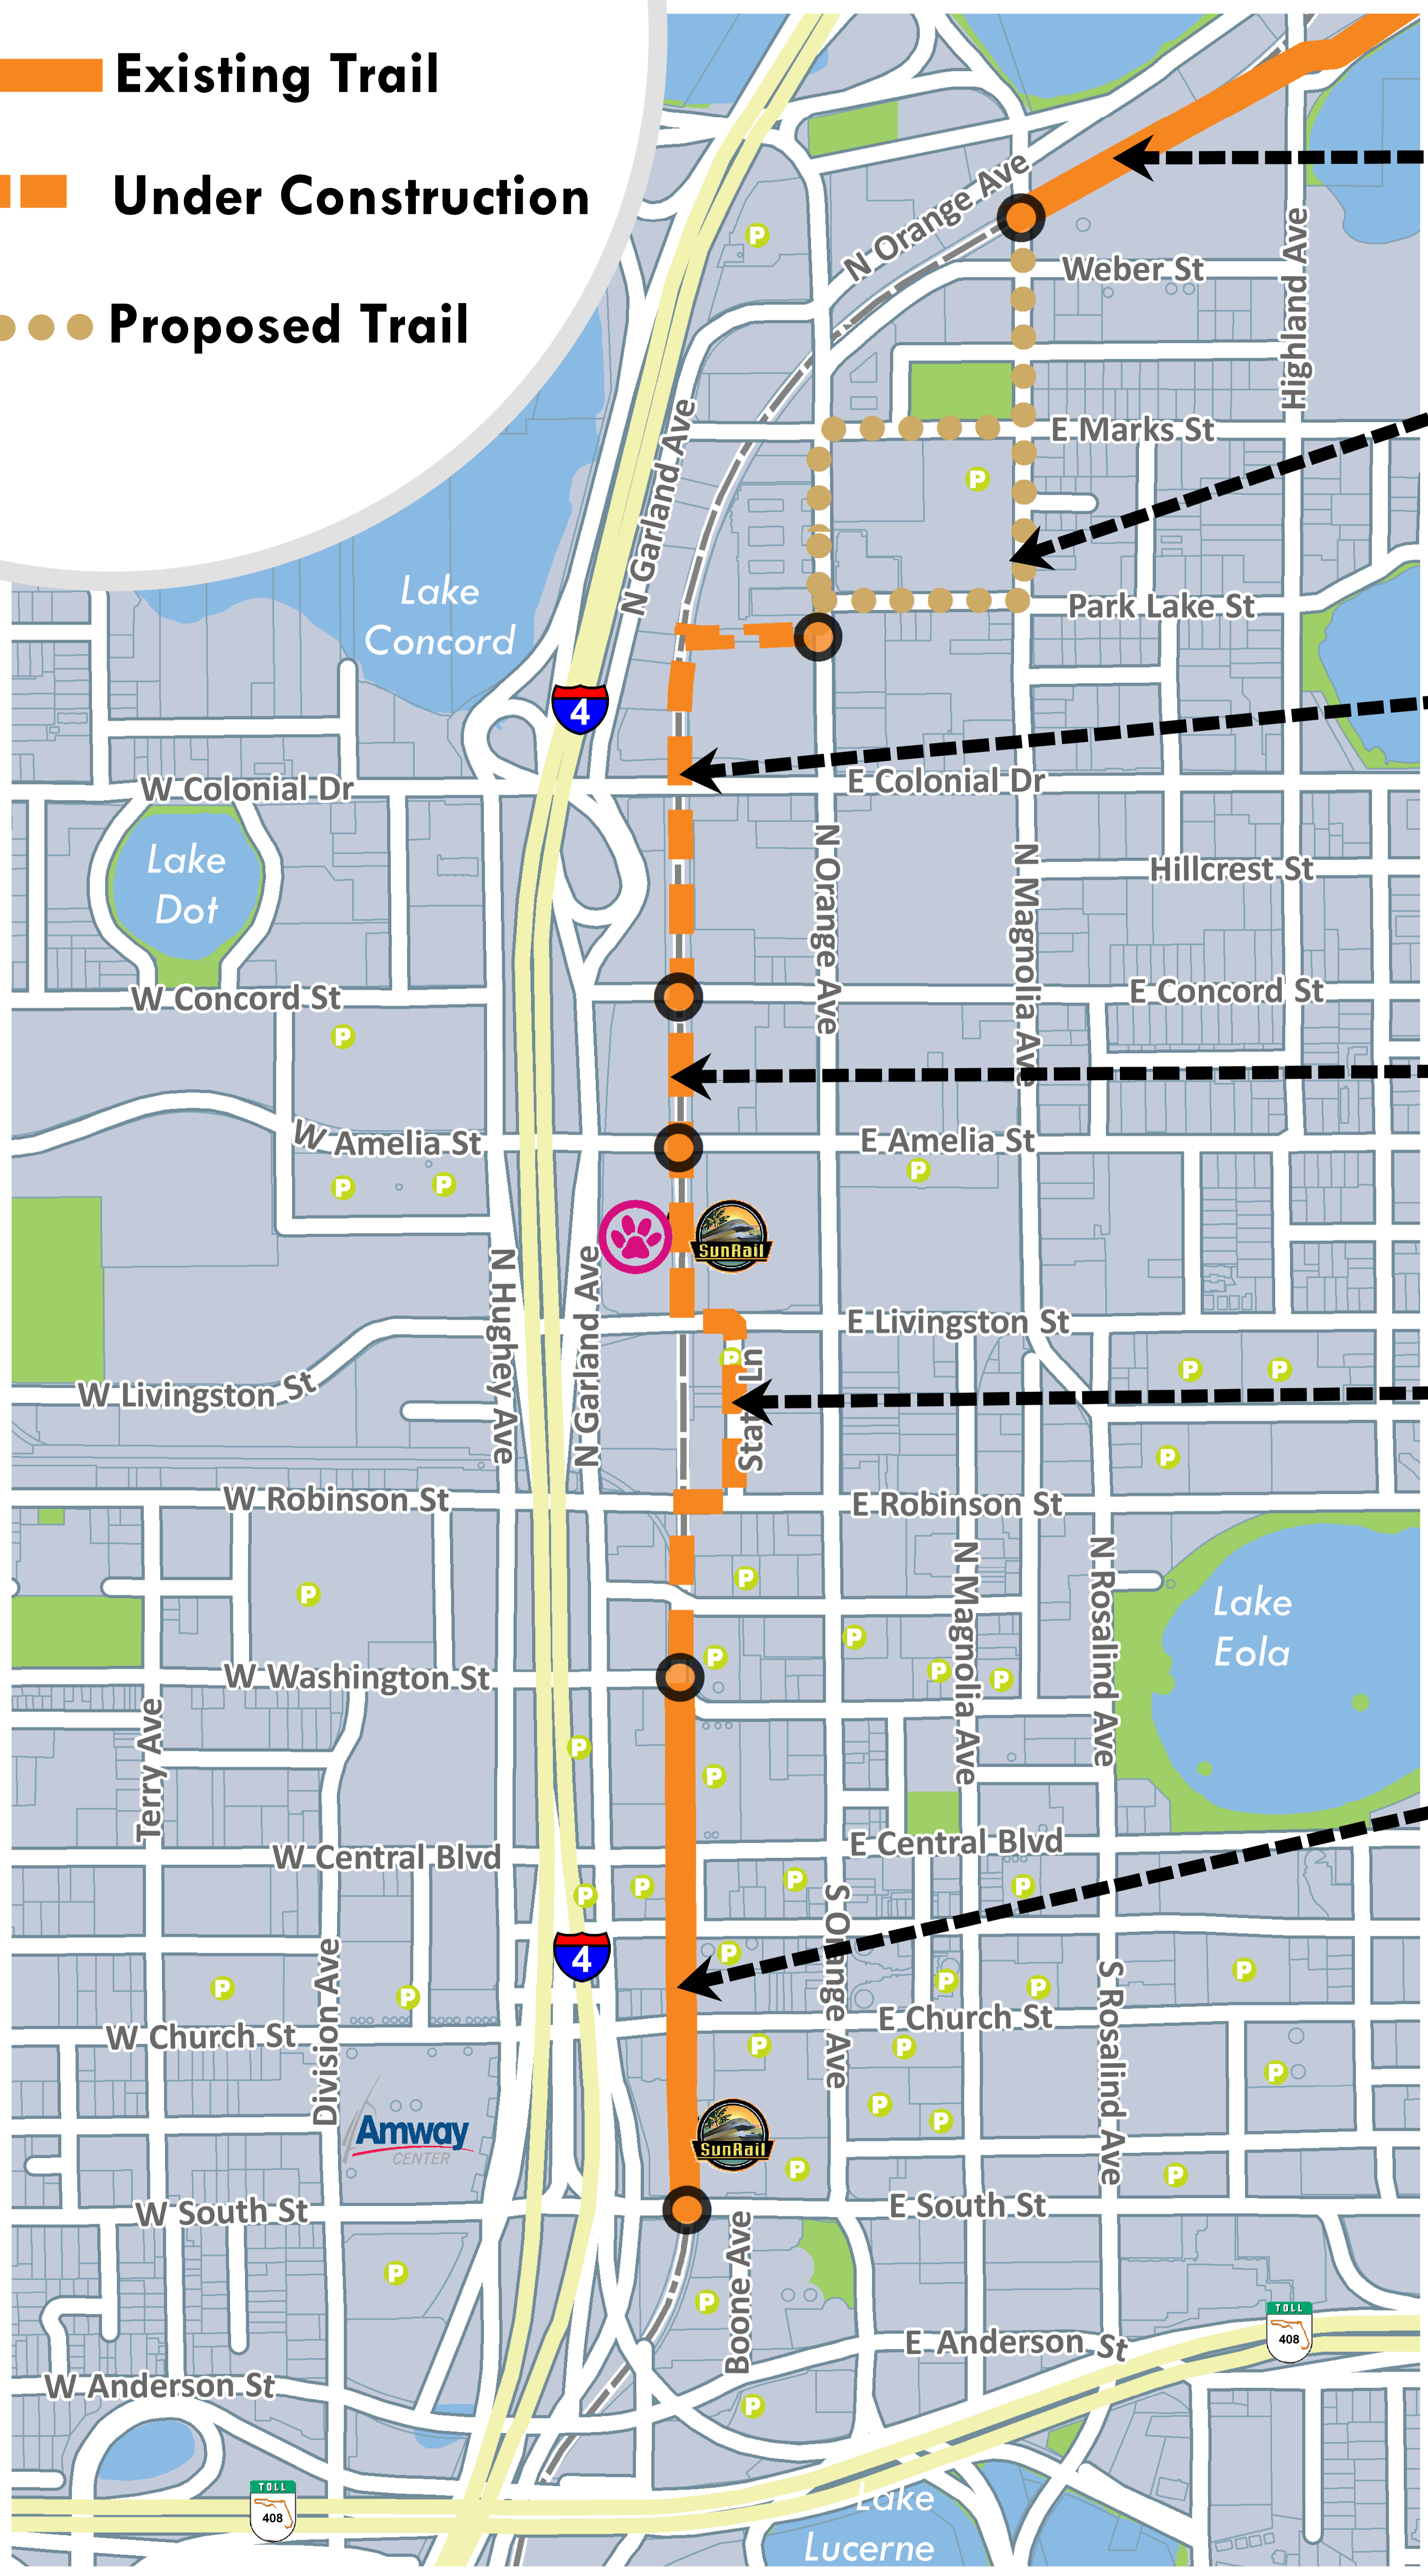 Existing Trail
Under Construction
Proposed Trail
N Orange Ave
Weber St
Highland Ave
P
E Marks St
N Garland Ave
P
Lake
Concord
Park Lake St
4
W Colonial Dr
E Colonial Dr
Lake
Dot
N Orange Ave
N Magnolia Ave
Hillcrest St
W Concord St
E Concord St
P
W Amelia St
E Amelia St
P
P
P
SunRail
N Hughey Ave
N Garland Ave
E Livingston St
P
P
P
W Livingston St
Ln
P
W Robinson St
E Robinson St
N Magnolia Ave
N Rosalind Ave
P
P
Lake
Eola
P
P
P
P
W Washington St
Terry Ave
P
P
W Central Blvd
E Central Blvd
P
P
P
P
S Orange Ave
4
P
P
P
P
P
P
Division Ave
S Rosalind Ave
W Church St
E Church St
P
P
P
P
P
Amway
CENTER
SunRail
P
P
W South St
E South St
P
P
Boone Ave
TOLL
408
E Anderson St
W Anderson St
P
TOLL
408
Lake
Lucerne